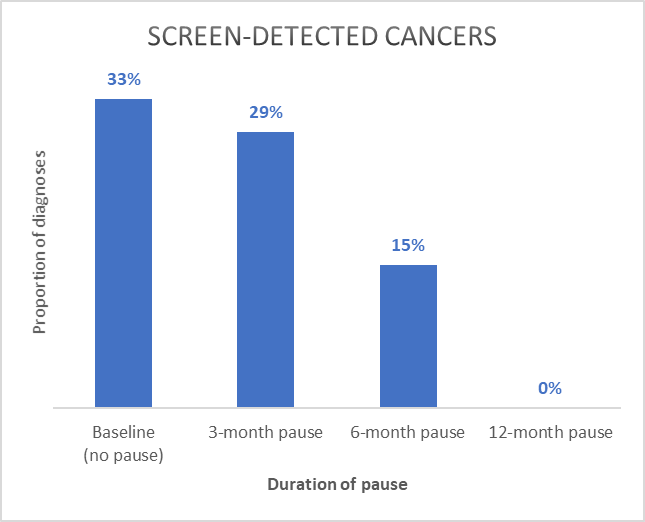 SCREEN-DETECTED CANCERS
33%
29%
15%
0%
Proportion of diagnoses
Baseline
(no pause)
3-month pause
6-month pause
12-month pause
Duration of pause